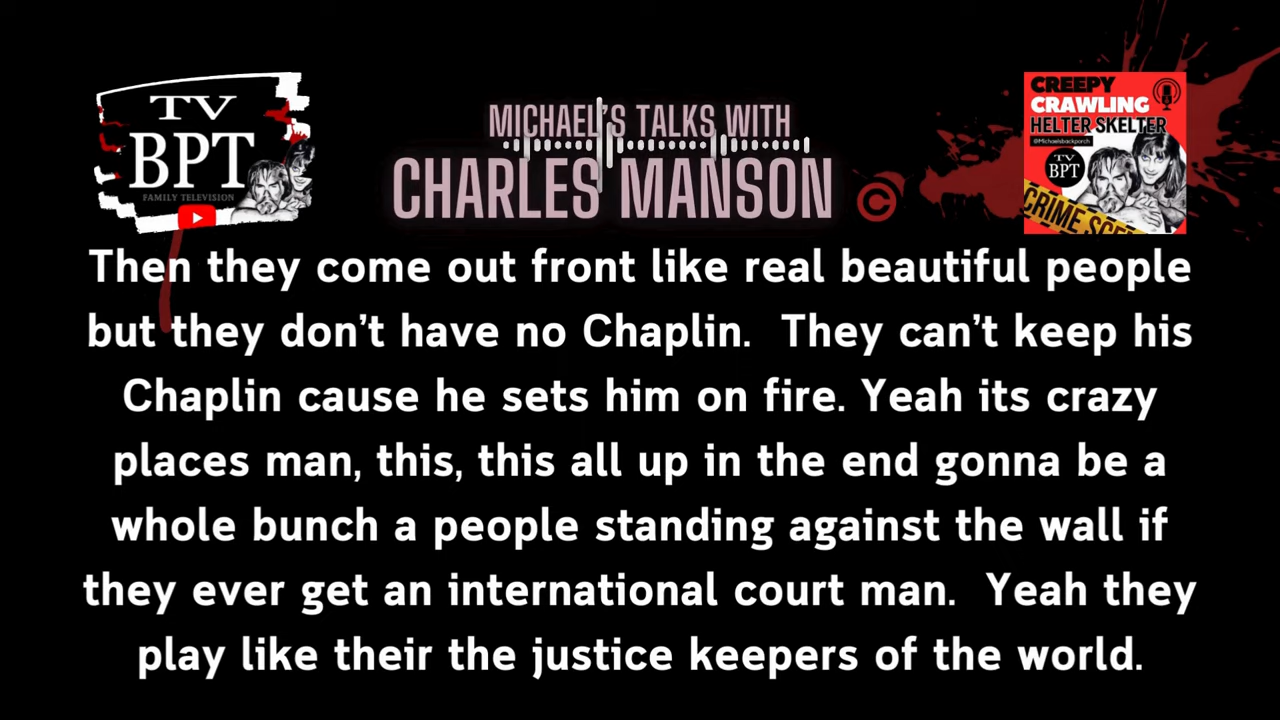 TV
BPT
FAMILY TELEVISION
MICHAEL'S TALKS WITH
CHARLES MANSON ©
CREEPY
CRAWLING
HELTER SKELTER
@Michaelsbackporch
TV
BPT
CRIME SCE
Then they come out front like real beautiful people
but they don't have no Chaplin. They can't keep his
Chaplin cause he sets him on fire. Yeah its crazy
places man, this, this all up in the end gonna be a
whole bunch a people standing against the wall if
they ever get an international court man. Yeah they
play like their the justice keepers of the world.